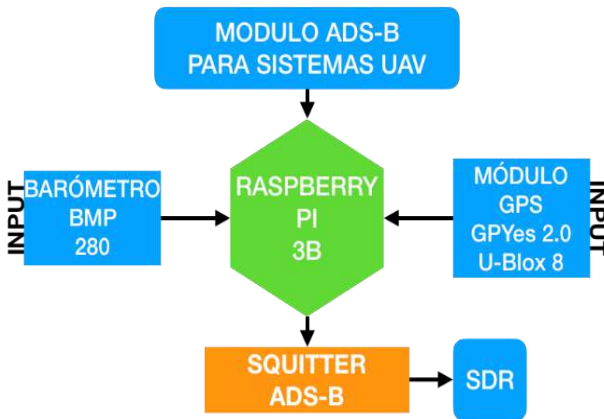 MODULO ADS-B
PARA SISTEMAS UAV
INPUT
BARÓMETRO
BMP
280
RASPBERRY
PI
3B
MÓDULO
GPS
GPYes 2.0
U-Blox 8
INPUT
SQUITTER
ADS-B
SDR